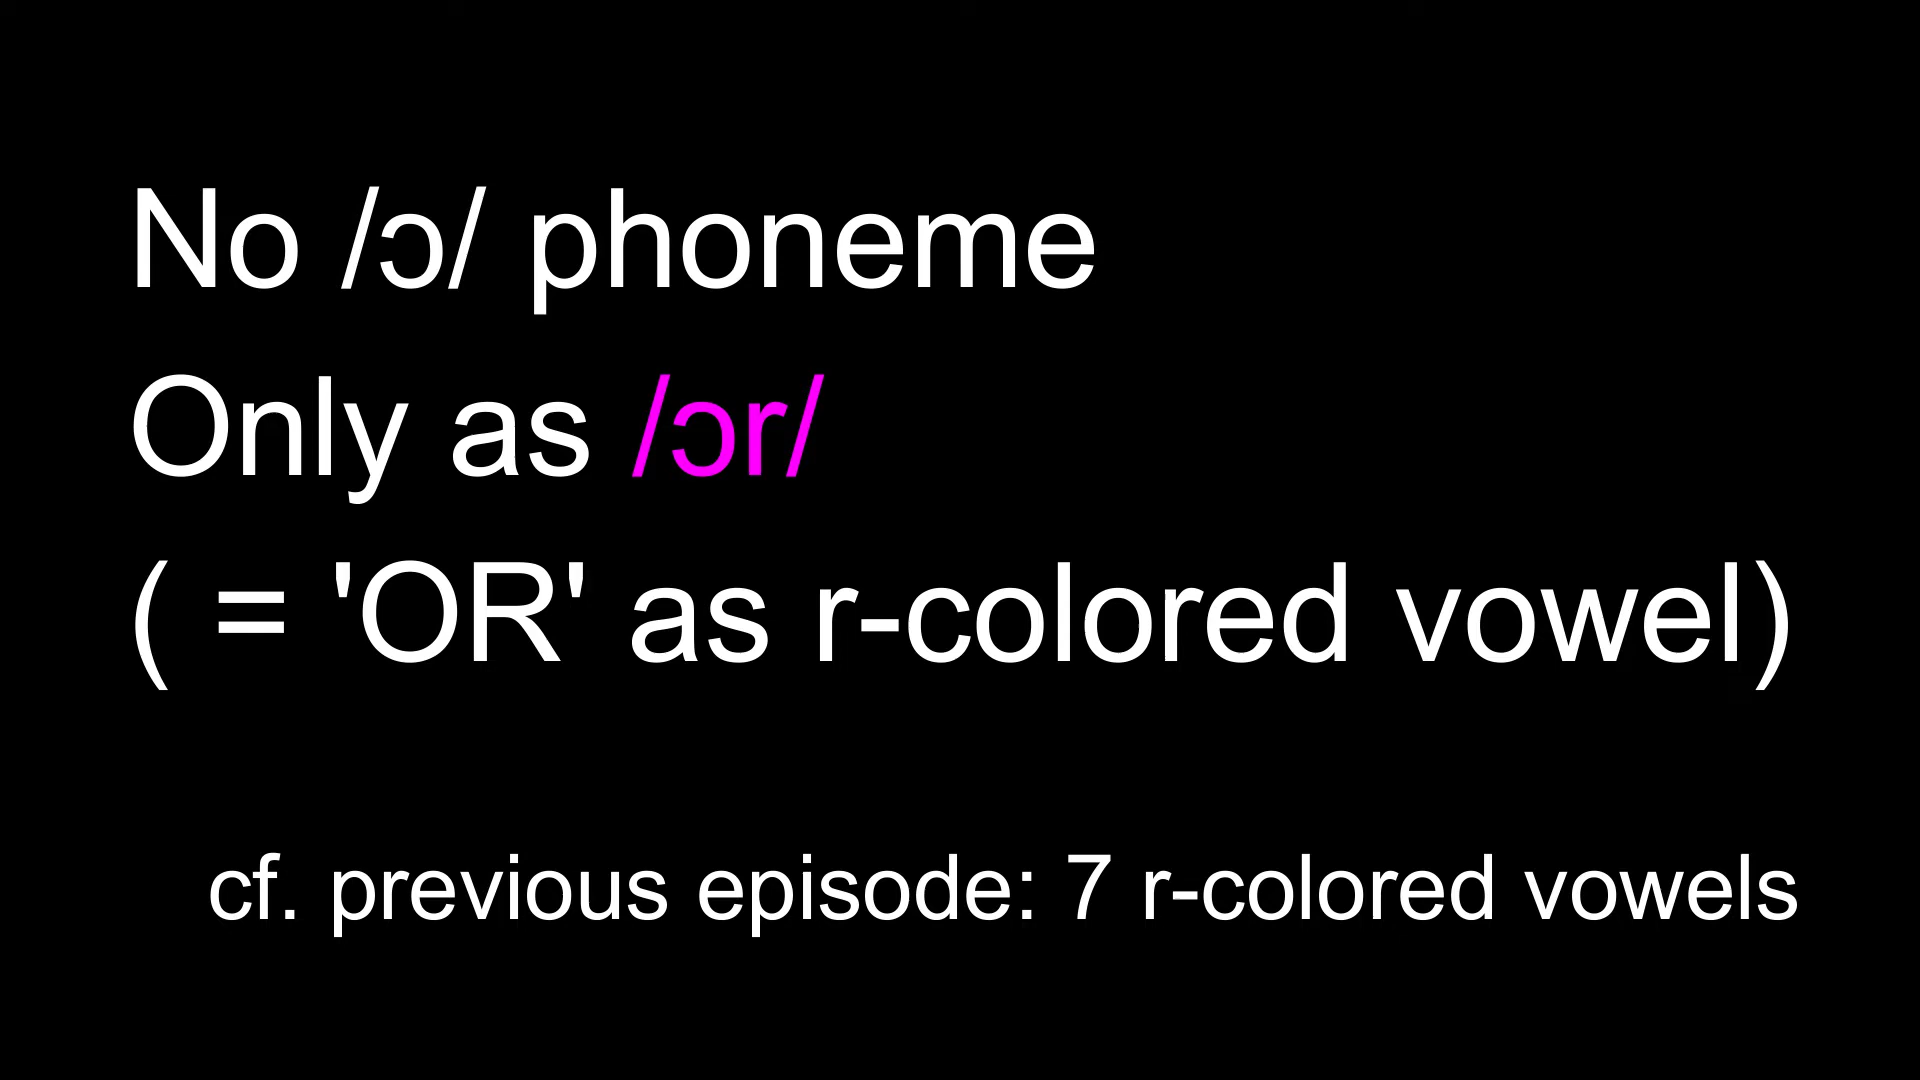 No /ɔ/ phoneme
Only as /ɔr/
( = 'OR' as r-colored vowel)
cf. previous episode: 7 r-colored vowels